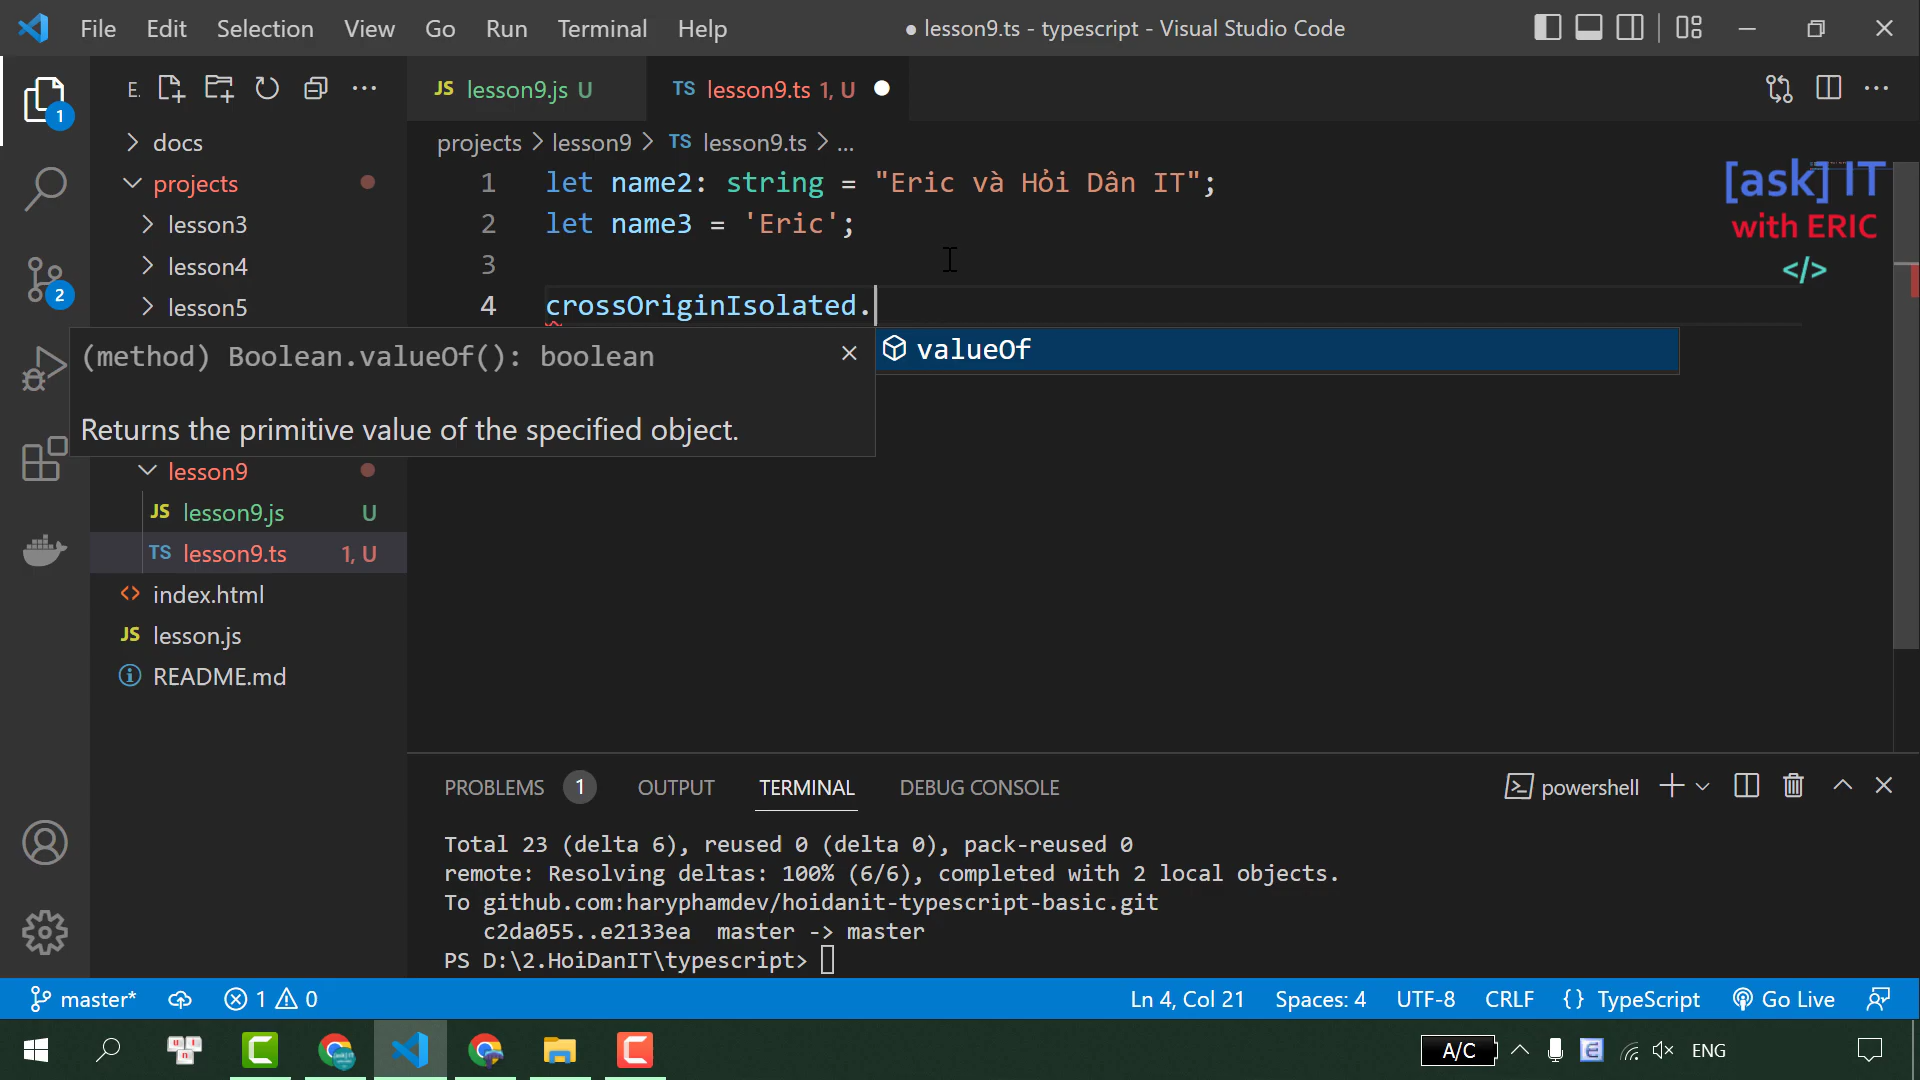 File Edit Selection View Go Run Terminal Help
● lesson9.ts - typescript - Visual Studio Code
E.
JS lesson9.js U
TS lesson9.ts 1, U
docs
projects
lesson3
lesson4
lesson5
projects > lesson9 > TS lesson9.ts > ...
1 let name2: string = "Eric và Hỏi Dân IT";
2 let name3 = 'Eric';
3
4 crossOriginIsolated.
[ask] IT
with ERIC
</>
(method) Boolean.valueOf(): boolean
Returns the primitive value of the specified object.
valueOf
1
2
lesson9
JS lesson9.js U
TS lesson9.ts 1, U
<> index.html
JS lesson.js
README.md
PROBLEMS 1 OUTPUT TERMINAL DEBUG CONSOLE
powershell
Total 23 (delta 6), reused 0 (delta 0), pack-reused 0
remote: Resolving deltas: 100% (6/6), completed with 2 local objects.
To github.com:haryphamdev/hoidanit-typescript-basic.git
c2da055..e2133ea master -> master
PS D:\2.HoiDanIT\typescript>
master* 1 0
Ln 4, Col 21 Spaces: 4 UTF-8 CRLF {} TypeScript Go Live
A/C ENG